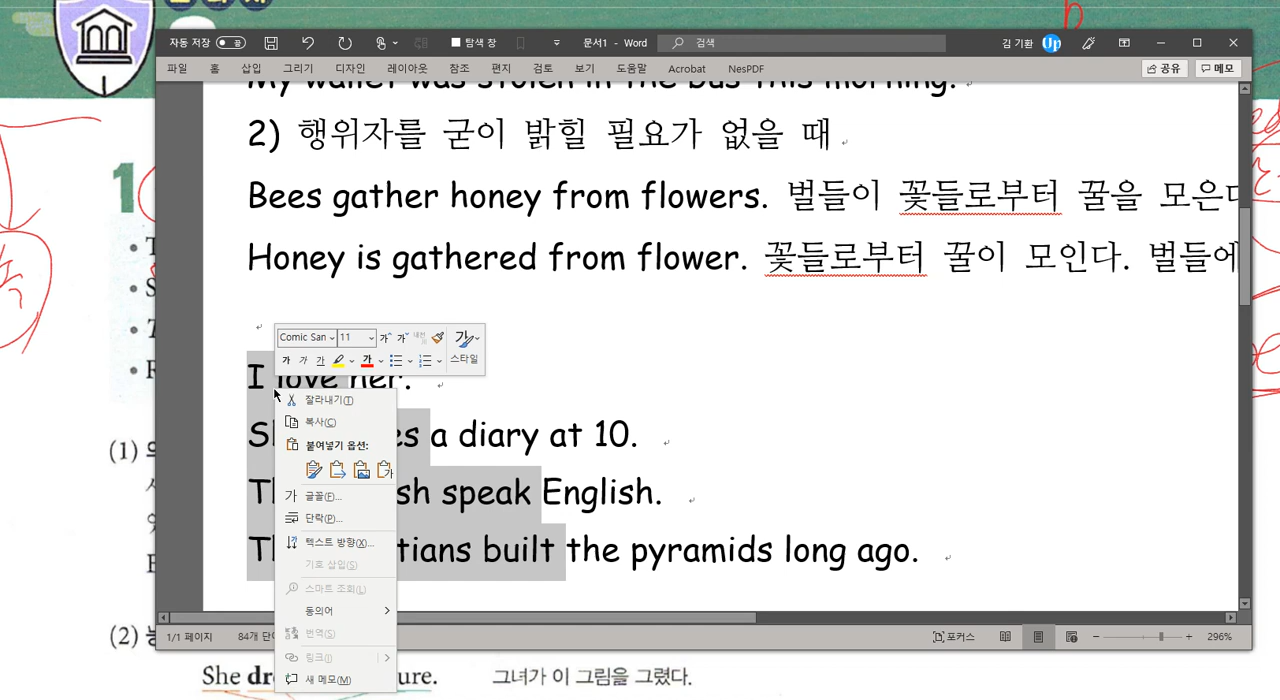 자동 저장 끔 탐색 창 문서1 - Word 검색 김 기환 Up
파일 홈 삽입 그리기 디자인 레이아웃 참조 편지 검토 보기 도움말 Acrobat NesPDF 공유 메모
My wallet was stolen in the bus this morning.
2) 행위자를 굳이 밝힐 필요가 없을 때
Bees gather honey from flowers. 벌들이 꽃들로부터 꿀을 모은다
Honey is gathered from flower. 꽃들로부터 꿀이 모인다. 벌들에
Comic San 11 가 가
가 가 가 가 스타일
I love her.
a diary at 10.
speak English.
built the pyramids long ago.
잘라내기(T)
복사(C)
붙여넣기 옵션:
글꼴(F)...
단락(P)...
텍스트 방향(X)...
기호 삽입(S)
스마트 조회(L)
동의어
번역(S)
링크(I)
새 메모(M)
1/1 페이지 84개 포커스 296%
1
(1)
(2)
She 그녀가 이 그림을 그렸다.